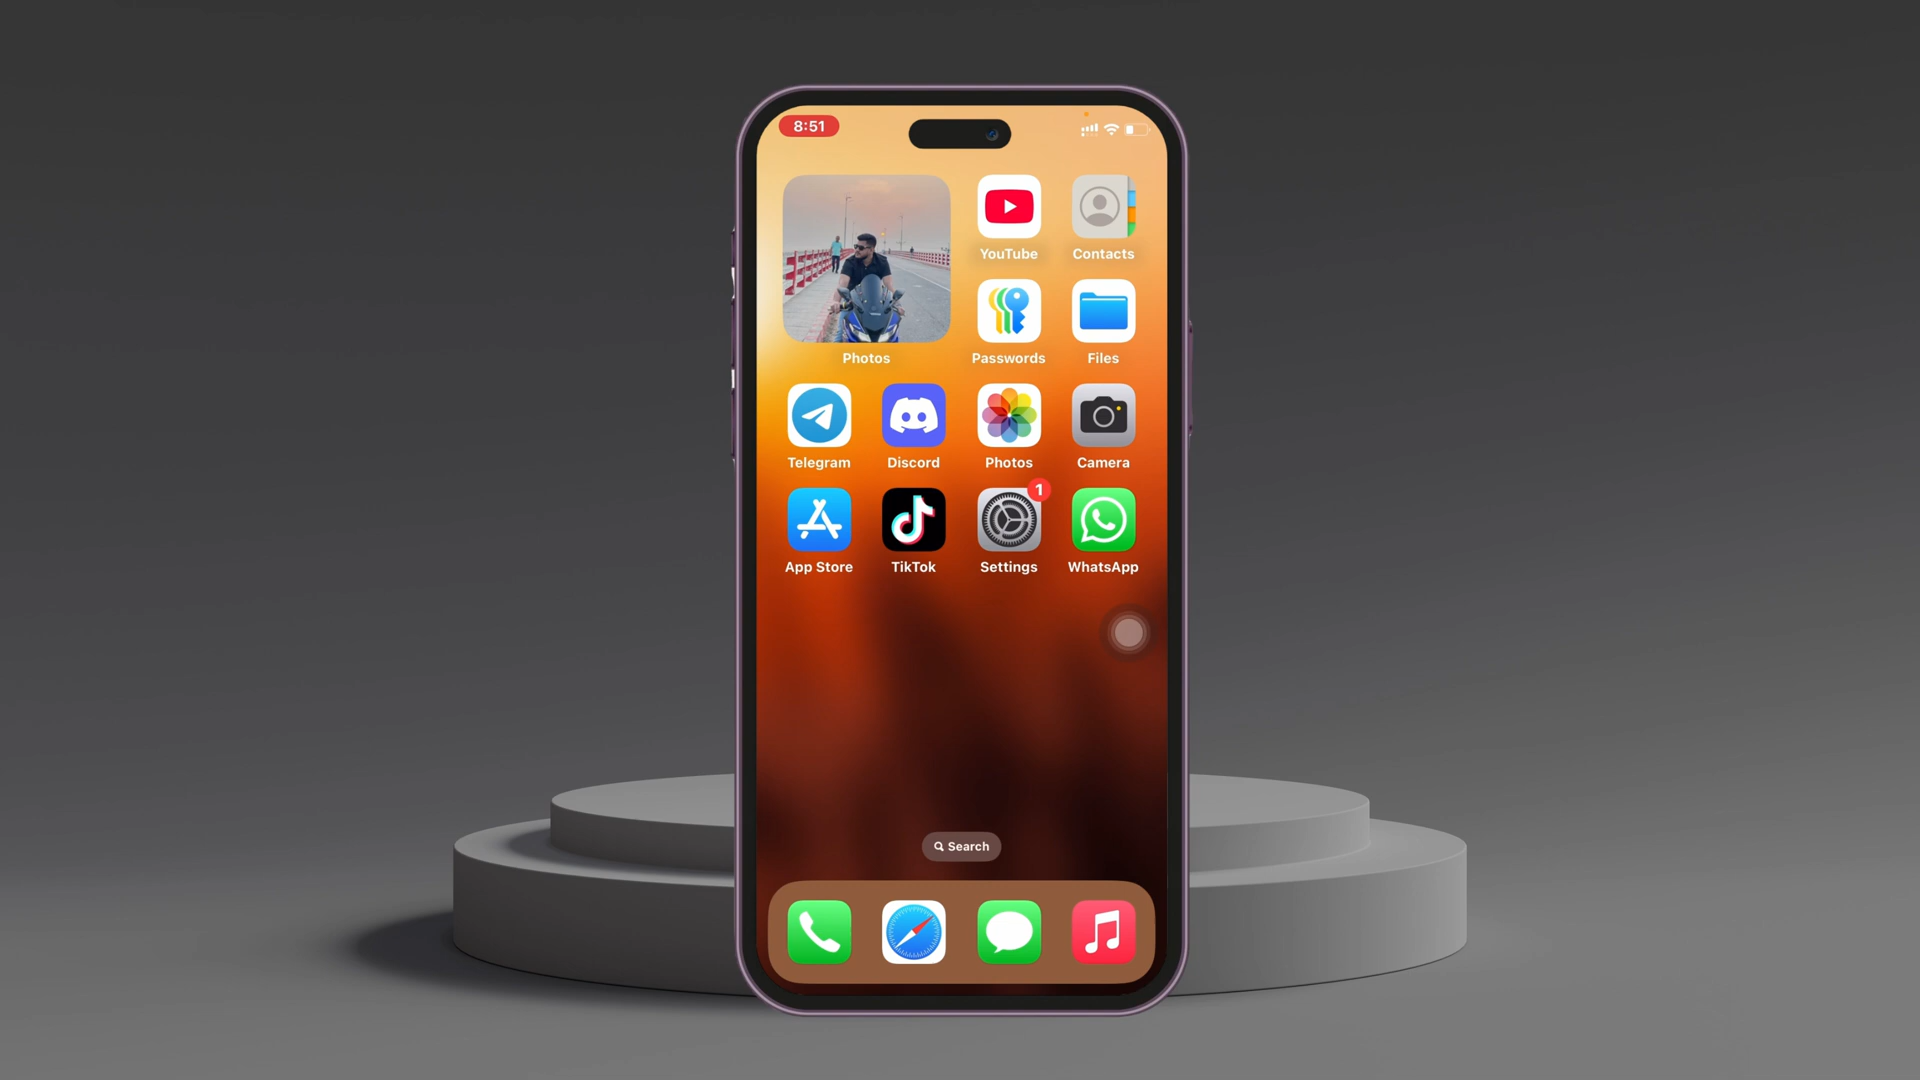 8:51
YouTube
Contacts
Photos
Passwords
Files
Telegram
Discord
Photos
Camera
1
App Store
TikTok
Settings
WhatsApp
Search